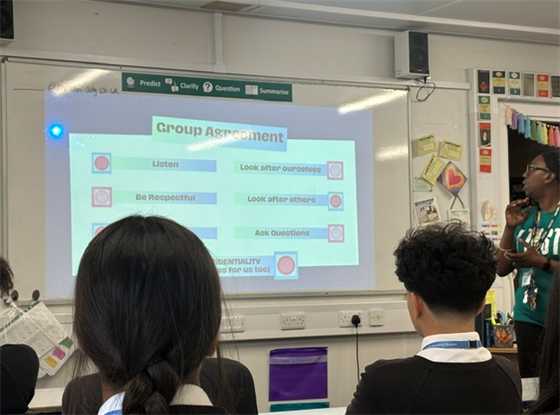 Predict Clarify Question Summarise
Group Agreement
Listen
Look after ourselves
Be Respectful
Look after others
Ask Questions
for us too)